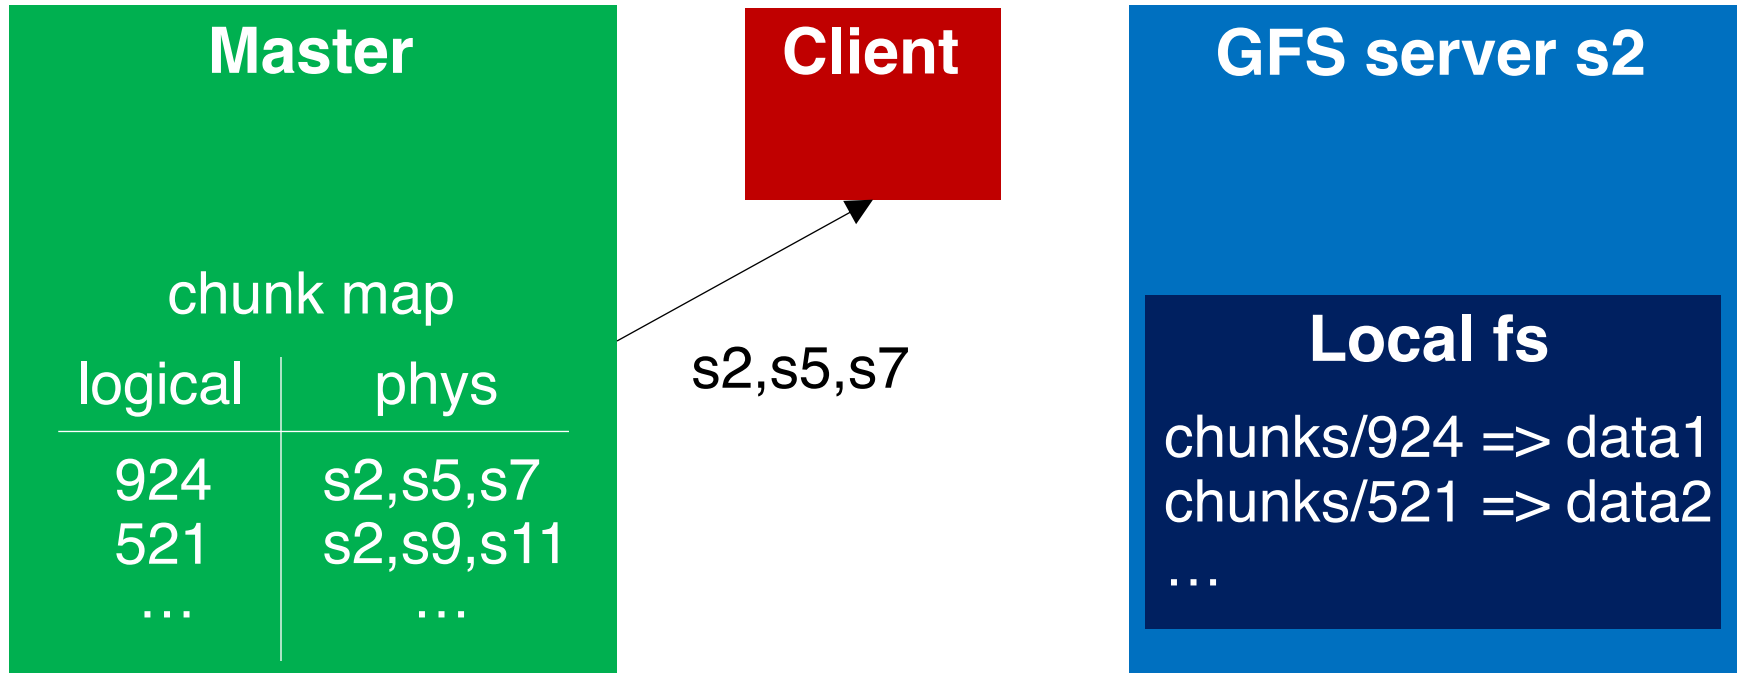 Master
chunk map
logical phys
924 s2,s5,s7
521 s2,s9,s11
… …
Client
s2,s5,s7
GFS server s2
Local fs
chunks/924 => data1
chunks/521 => data2
…